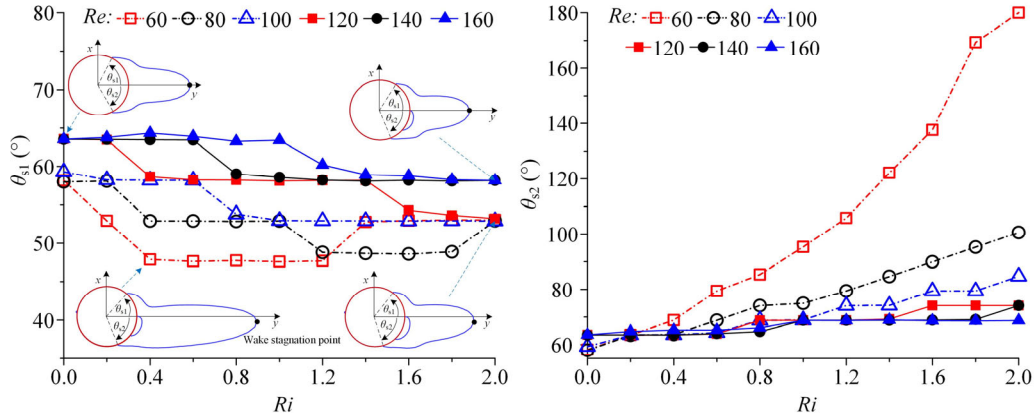 Re: 60 80 100 120 140 160
80
70
60
50
40
θs1 (°)
x
θs1
θs2
y
x
θs1
θs2
y
x
θs1
θs2
y
Wake stagnation point
x
θs1
θs2
y
0.0 0.4 0.8 1.2 1.6 2.0
Ri
Re: 60 80 100
120 140 160
180
160
140
120
100
80
60
θs2 (°)
0.0 0.4 0.8 1.2 1.6 2.0
Ri